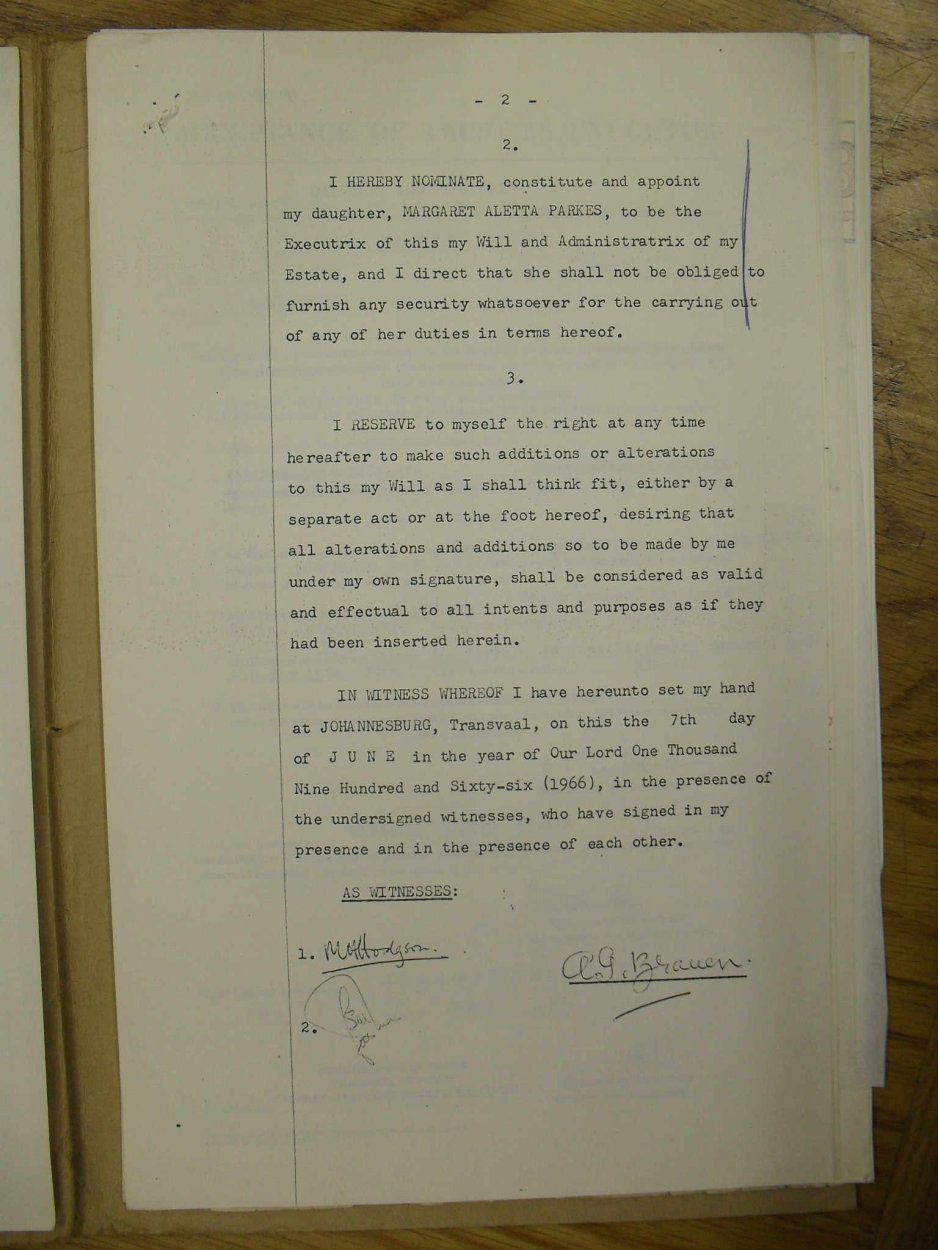 - 2 -
2.
I HEREBY NOMINATE, constitute and appoint
my daughter, MARGARET ALETTA PARKES, to be the
Executrix of this my Will and Administratrix of my
Estate, and I direct that she shall not be obliged to
furnish any security whatsoever for the carrying out
of any of her duties in terms hereof.
3.
I RESERVE to myself the right at any time
hereafter to make such additions or alterations
to this my Will as I shall think fit, either by a
separate act or at the foot hereof, desiring that
all alterations and additions so to be made by me
under my own signature, shall be considered as valid
and effectual to all intents and purposes as if they
had been inserted herein.
IN WITNESS WHEREOF I have hereunto set my hand
at JOHANNESBURG, Transvaal, on this the 7th day
of J U N E in the year of Our Lord One Thousand
Nine Hundred and Sixty-six (1966), in the presence of
the undersigned witnesses, who have signed in my
presence and in the presence of each other.
AS WITNESSES:
1. Hodgson.
Brauen.
2.